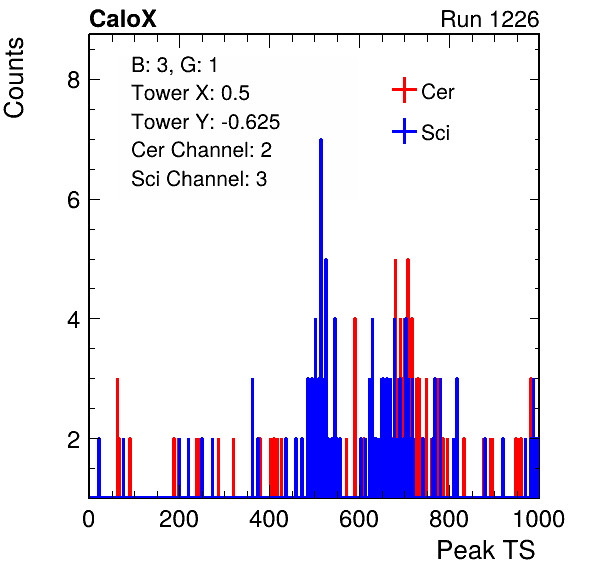 CaloX Run 1226
Counts
B: 3, G: 1
Tower X: 0.5
Tower Y: -0.625
Cer Channel: 2
Sci Channel: 3
Cer
Sci
8
6
4
2
0 200 400 600 800 1000
Peak TS